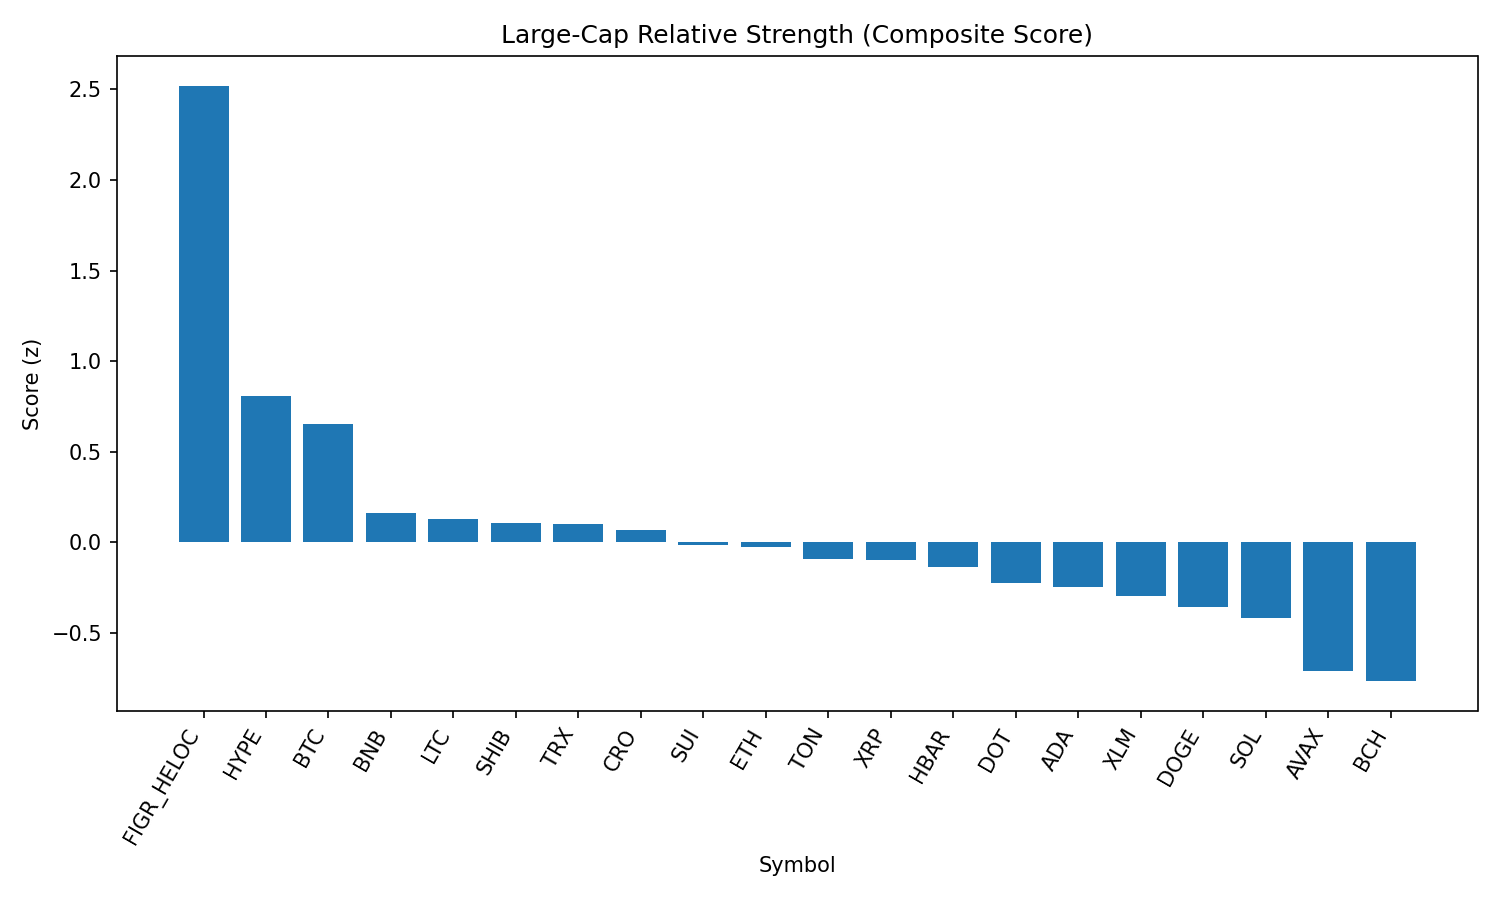 Large-Cap Relative Strength (Composite Score)
Score (z)
2.5
2.0
1.5
1.0
0.5
0.0
−0.5
FIGR_HELOC
HYPE
BTC
BNB
LTC
SHIB
TRX
CRO
SUI
ETH
TON
XRP
HBAR
DOT
ADA
XLM
DOGE
SOL
AVAX
BCH
Symbol